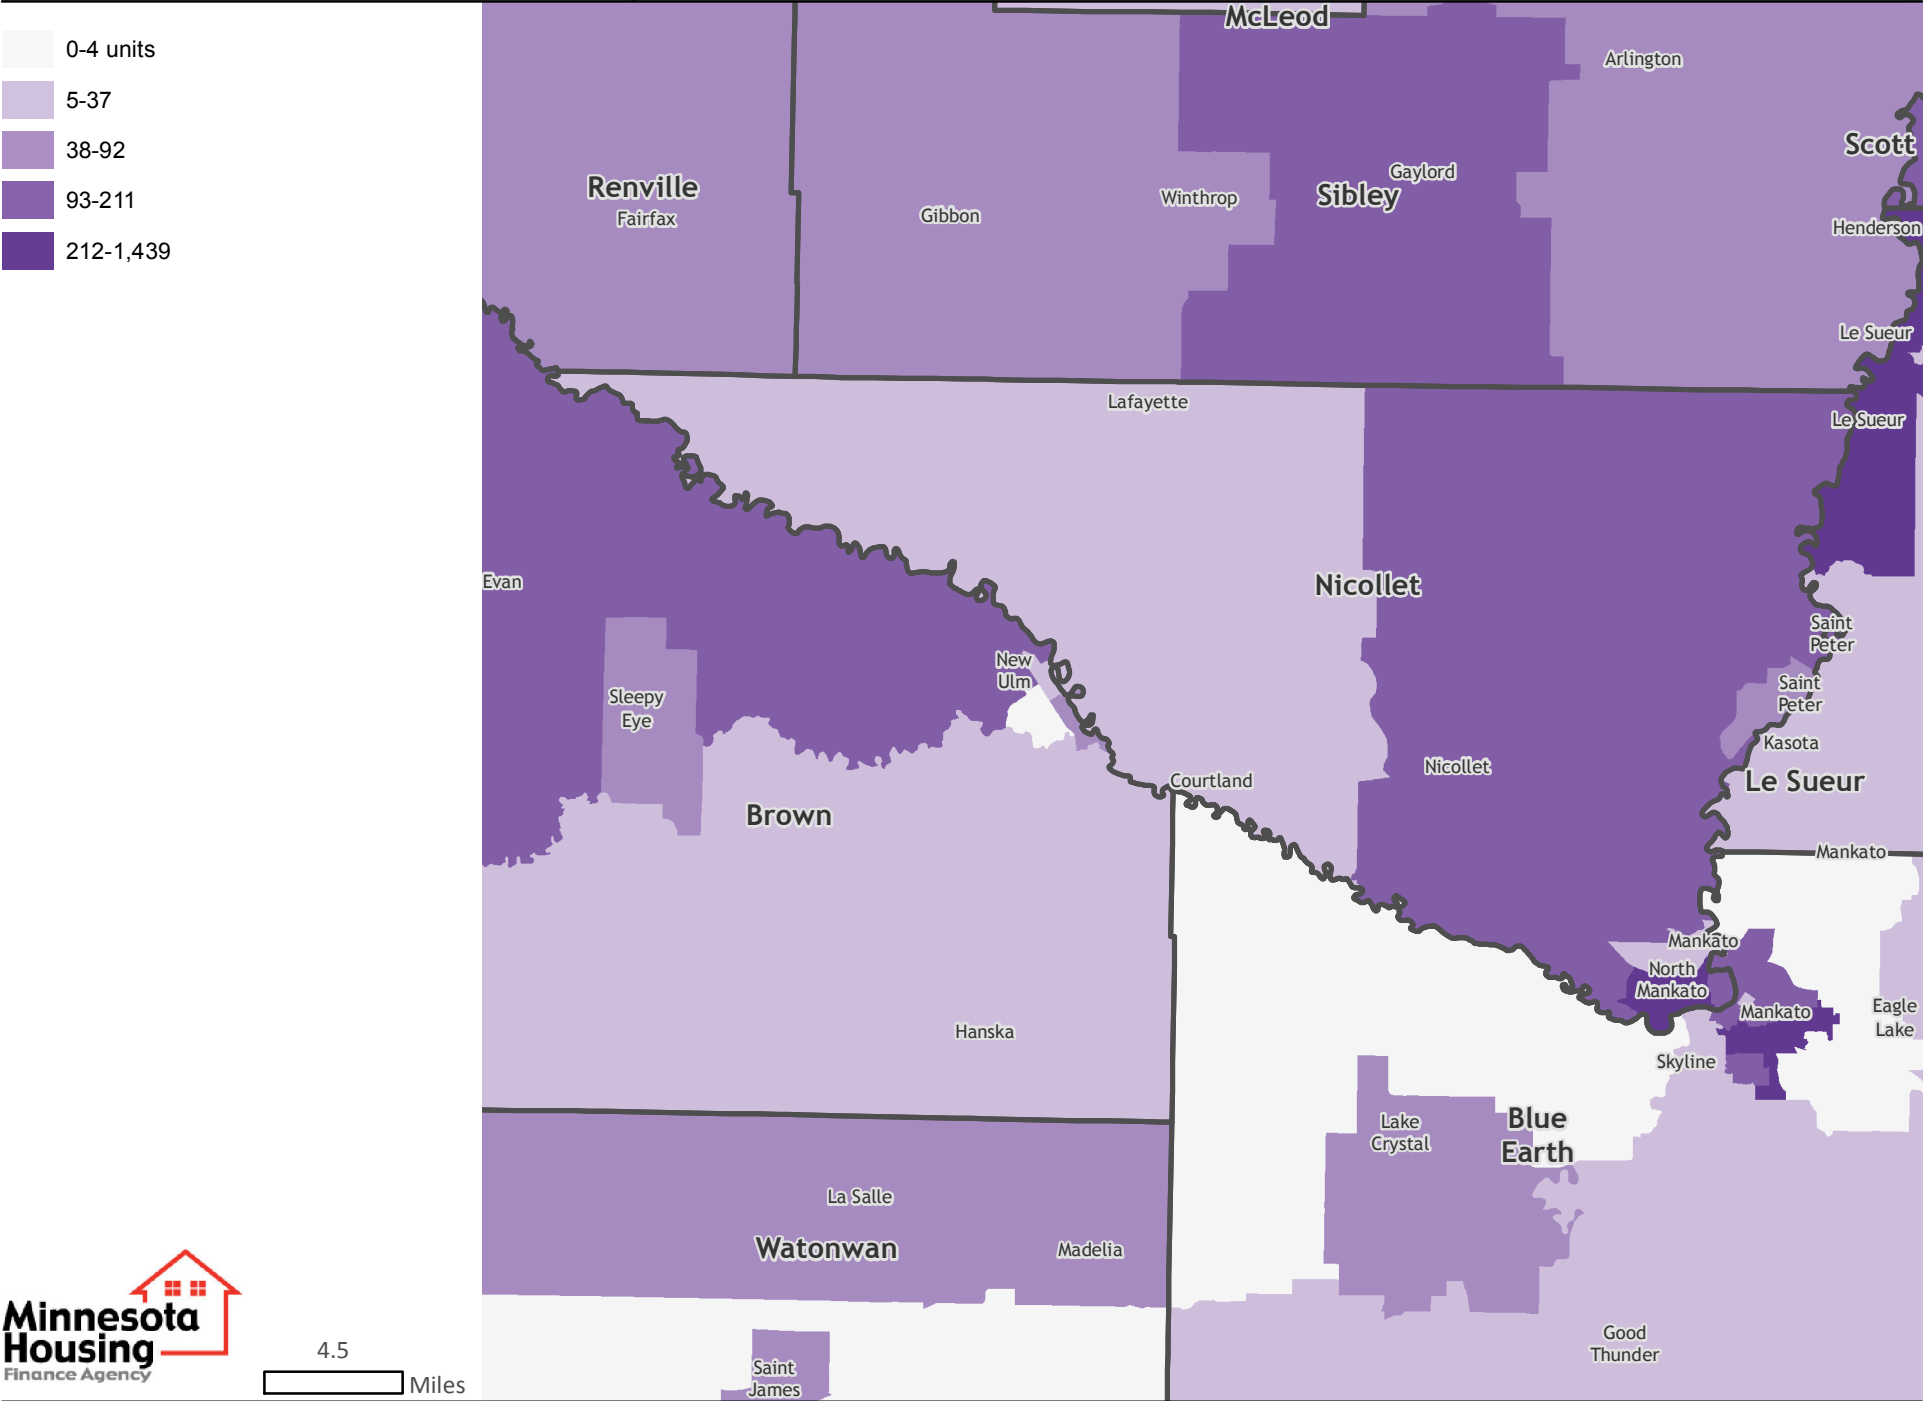 0-4 units
5-37
38-92
93-211
212-1,439
McLeod
Arlington
Scott
Renville
Fairfax
Gibbon
Winthrop
Gaylord
Sibley
Henderson
Le Sueur
Lafayette
Le Sueur
Evan
Nicollet
Saint
Peter
New
Ulm
Sleepy
Eye
Saint
Peter
Kasota
Courtland
Nicollet
Le Sueur
Brown
Mankato
Mankato
North
Mankato
Mankato
Eagle
Lake
Hanska
Skyline
Lake
Crystal
Blue
Earth
La Salle
Watonwan
Madelia
Good
Thunder
Saint
James
Minnesota
Housing
Finance Agency
4.5
Miles